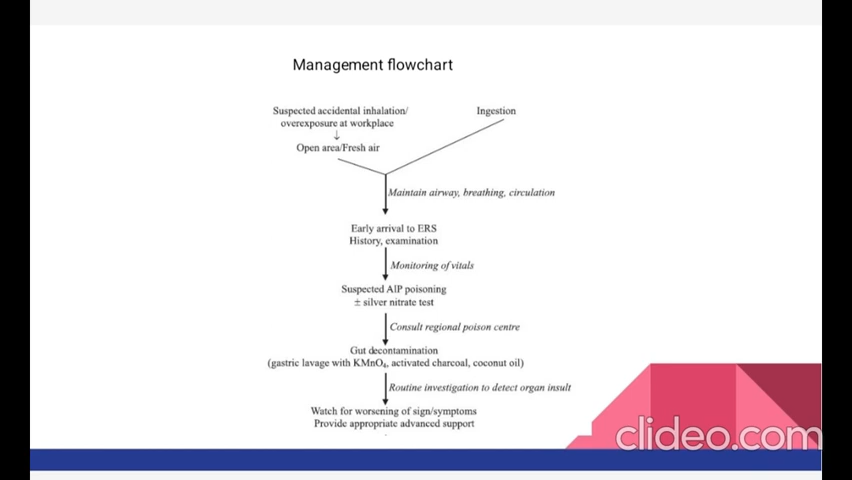 Management flowchart
Suspected accidental inhalation/ Ingestion
overexposure at workplace
↓
Open area/Fresh air
Maintain airway, breathing, circulation
Early arrival to ERS
History, examination
Monitoring of vitals
Suspected AlP poisoning
± silver nitrate test
Consult regional poison centre
Gut decontamination
(gastric lavage with KMnO₄, activated charcoal, coconut oil)
Routine investigation to detect organ insult
Watch for worsening of sign/symptoms
Provide appropriate advanced support
clideo.com